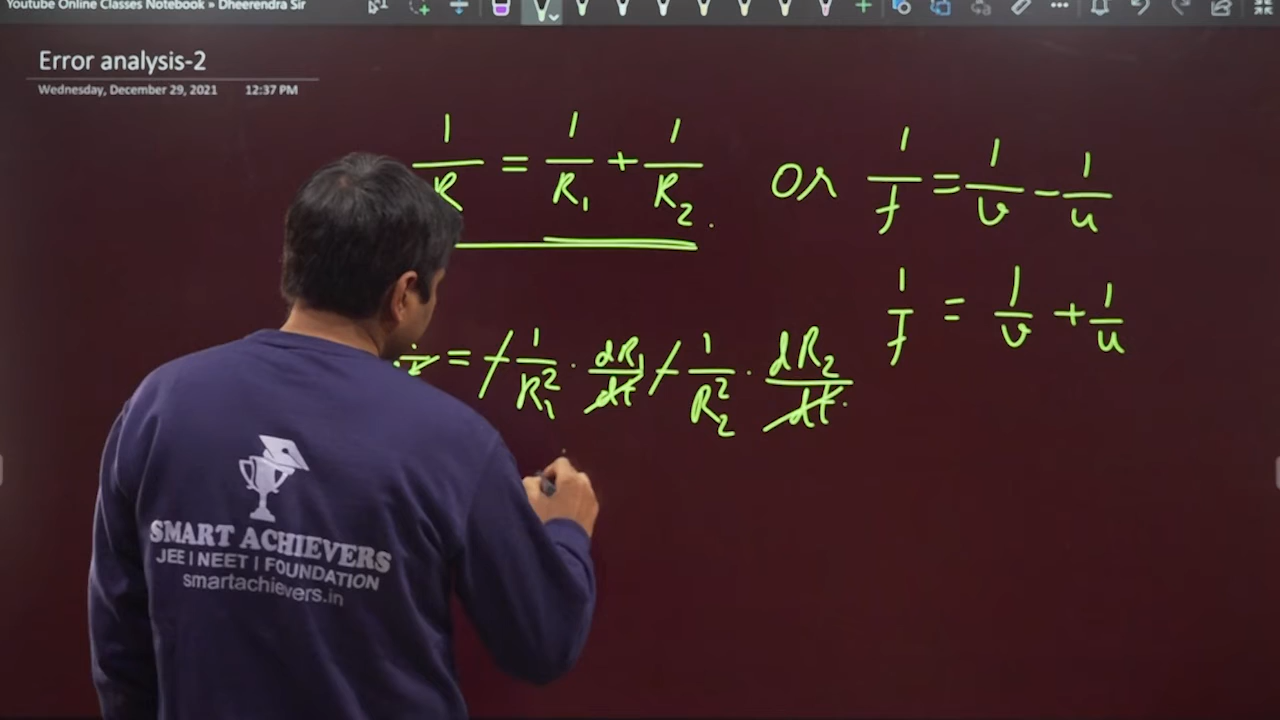 Youtube Online Classes Notebook » Dheerendra Sir
Error analysis-2
Wednesday, December 29, 2021 12:37 PM
1/R = 1/R₁ + 1/R₂ . or 1/f = 1/v - 1/u
1/f = 1/v + 1/u
= - 1/R₁² · dR₁/dt - 1/R₂² · dR₂/dt .
SMART ACHIEVERS
JEE | NEET | FOUNDATION
smartachievers.in